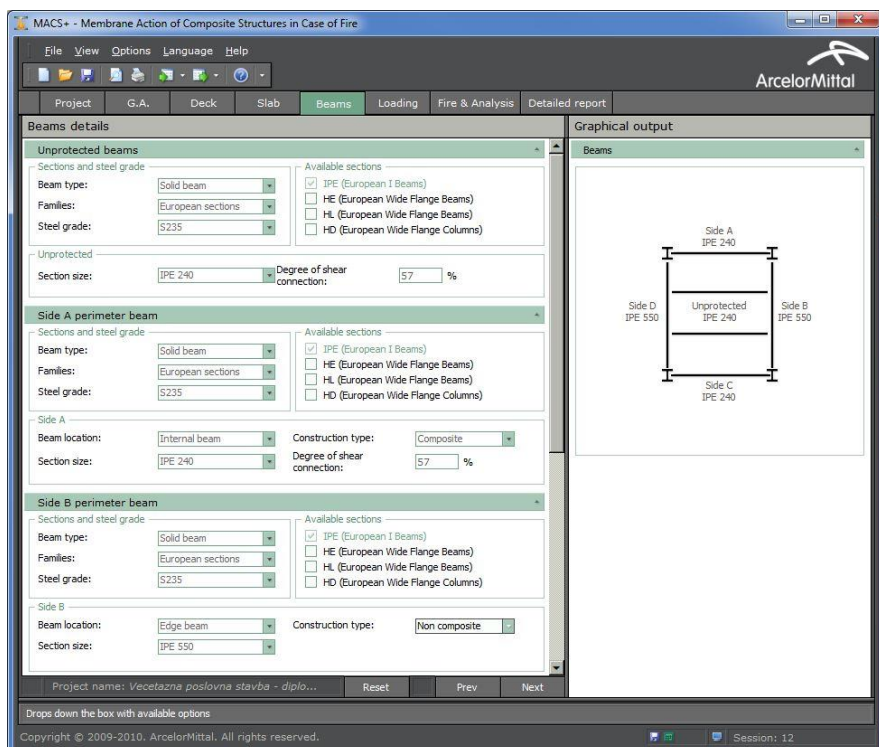 MACS+ - Membrane Action of Composite Structures in Case of Fire
File View Options Language Help
ArcelorMittal
Project G.A. Deck Slab Beams Loading Fire & Analysis Detailed report
Beams details
Unprotected beams
Sections and steel grade
Beam type: Solid beam
Families: European sections
Steel grade: S235
Available sections
IPE (European I Beams)
HE (European Wide Flange Beams)
HL (European Wide Flange Beams)
HD (European Wide Flange Columns)
Unprotected
Section size: IPE 240
Degree of shear
connection: 57 %
Side A perimeter beam
Sections and steel grade
Beam type: Solid beam
Families: European sections
Steel grade: S235
Available sections
IPE (European I Beams)
HE (European Wide Flange Beams)
HL (European Wide Flange Beams)
HD (European Wide Flange Columns)
Side A
Beam location: Internal beam
Construction type: Composite
Section size: IPE 240
Degree of shear
connection: 57 %
Side B perimeter beam
Sections and steel grade
Beam type: Solid beam
Families: European sections
Steel grade: S235
Available sections
IPE (European I Beams)
HE (European Wide Flange Beams)
HL (European Wide Flange Beams)
HD (European Wide Flange Columns)
Side B
Beam location: Edge beam
Construction type: Non composite
Section size: IPE 550
Graphical output
Beams
Side A
IPE 240
Side D
IPE 550
Unprotected
IPE 240
Side B
IPE 550
Side C
IPE 240
Project name: Vecetazna poslovna stavba - diplo...
Reset Prev Next
Drops down the box with available options
Copyright © 2009-2010. ArcelorMittal. All rights reserved.
Session: 12